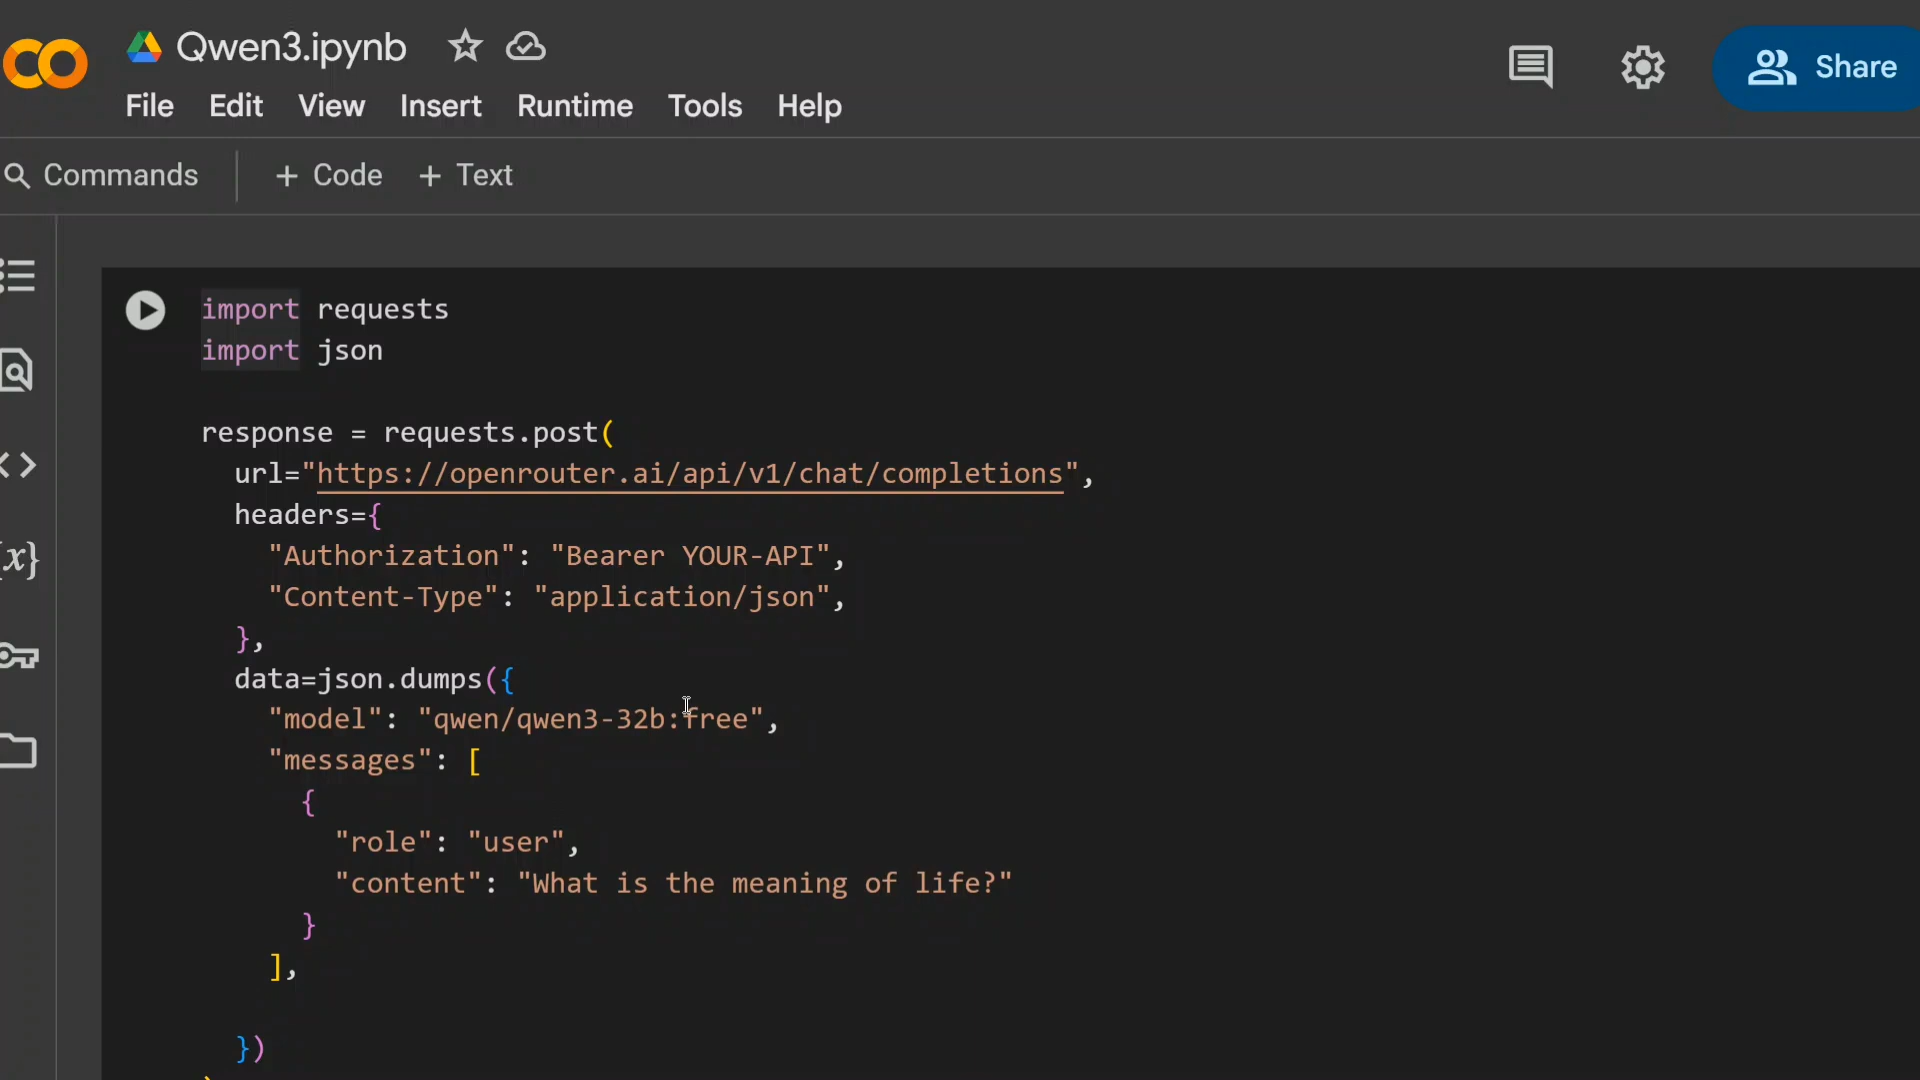 Qwen3.ipynb
File Edit View Insert Runtime Tools Help
Share
Commands + Code + Text
import requests
import json
response = requests.post(
url="https://openrouter.ai/api/v1/chat/completions",
headers={
"Authorization": "Bearer YOUR-API",
"Content-Type": "application/json",
},
data=json.dumps({
"model": "qwen/qwen3-32b:free",
"messages": [
{
"role": "user",
"content": "What is the meaning of life?"
}
],
})